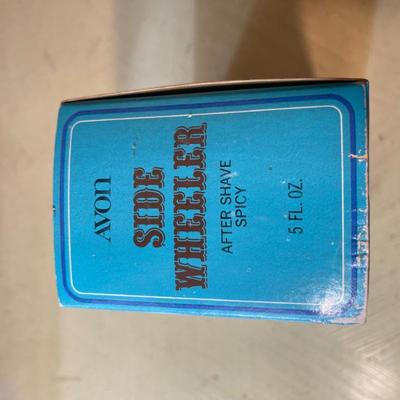 AVON
SIDE
WHEELER
AFTER SHAVE
SPICY
5 FL. OZ.